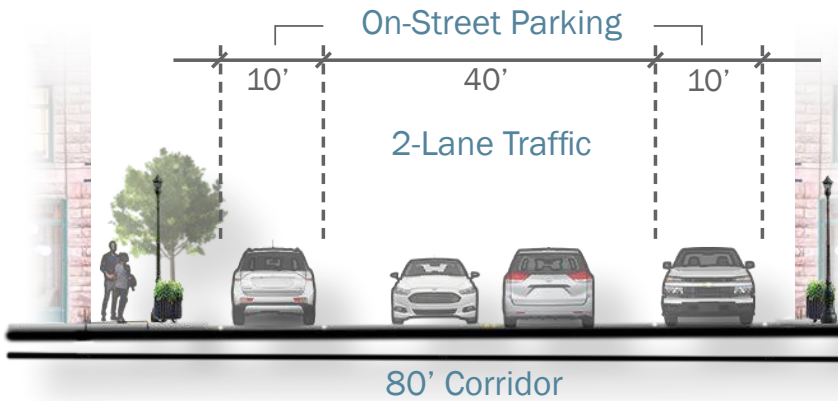 On-Street Parking
10’ 40’ 10’
2-Lane Traffic
80’ Corridor